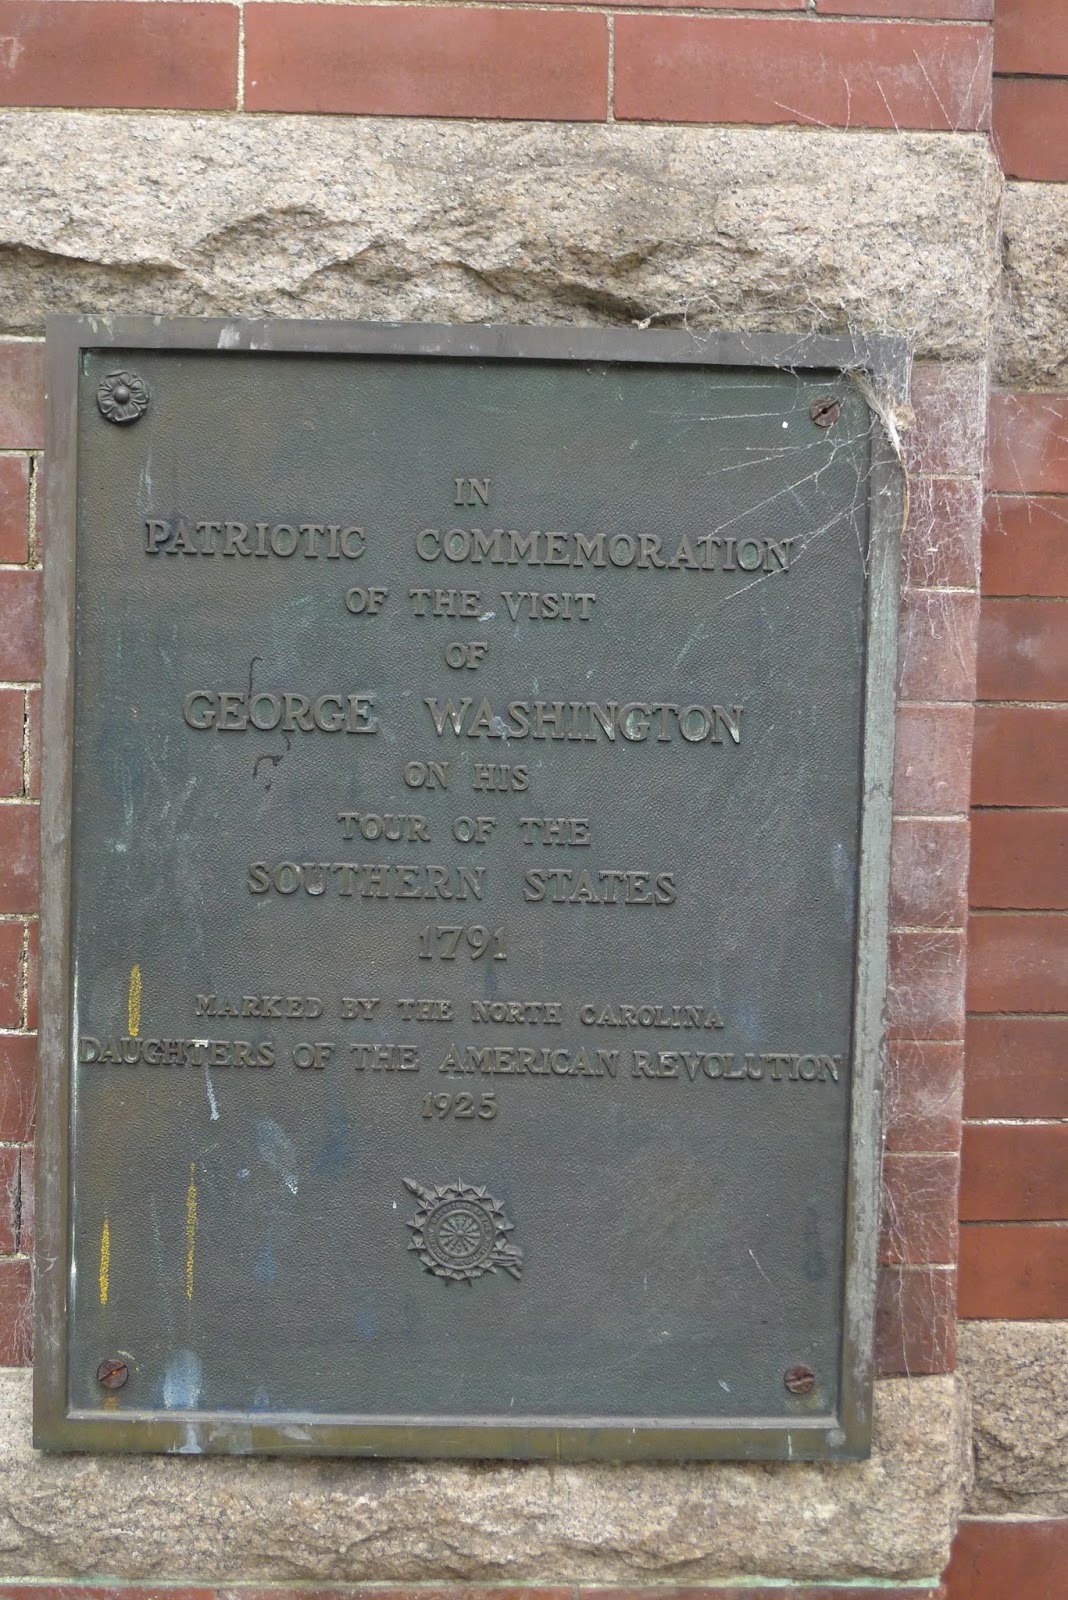 IN
PATRIOTIC COMMEMORATION
OF THE VISIT
OF
GEORGE WASHINGTON
ON HIS
TOUR OF THE
SOUTHERN STATES
1791
MARKED BY THE NORTH CAROLINA
DAUGHTERS OF THE AMERICAN REVOLUTION
1925